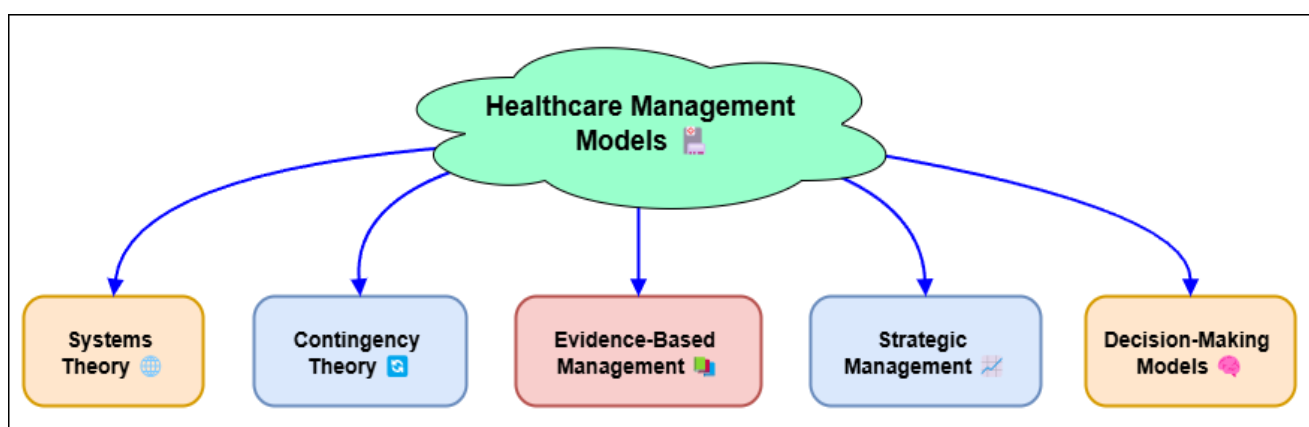 Healthcare Management
Models 🏥
Systems
Theory 🌐
Contingency
Theory 🔄
Evidence-Based
Management 📚
Strategic
Management 📈
Decision-Making
Models 🧠